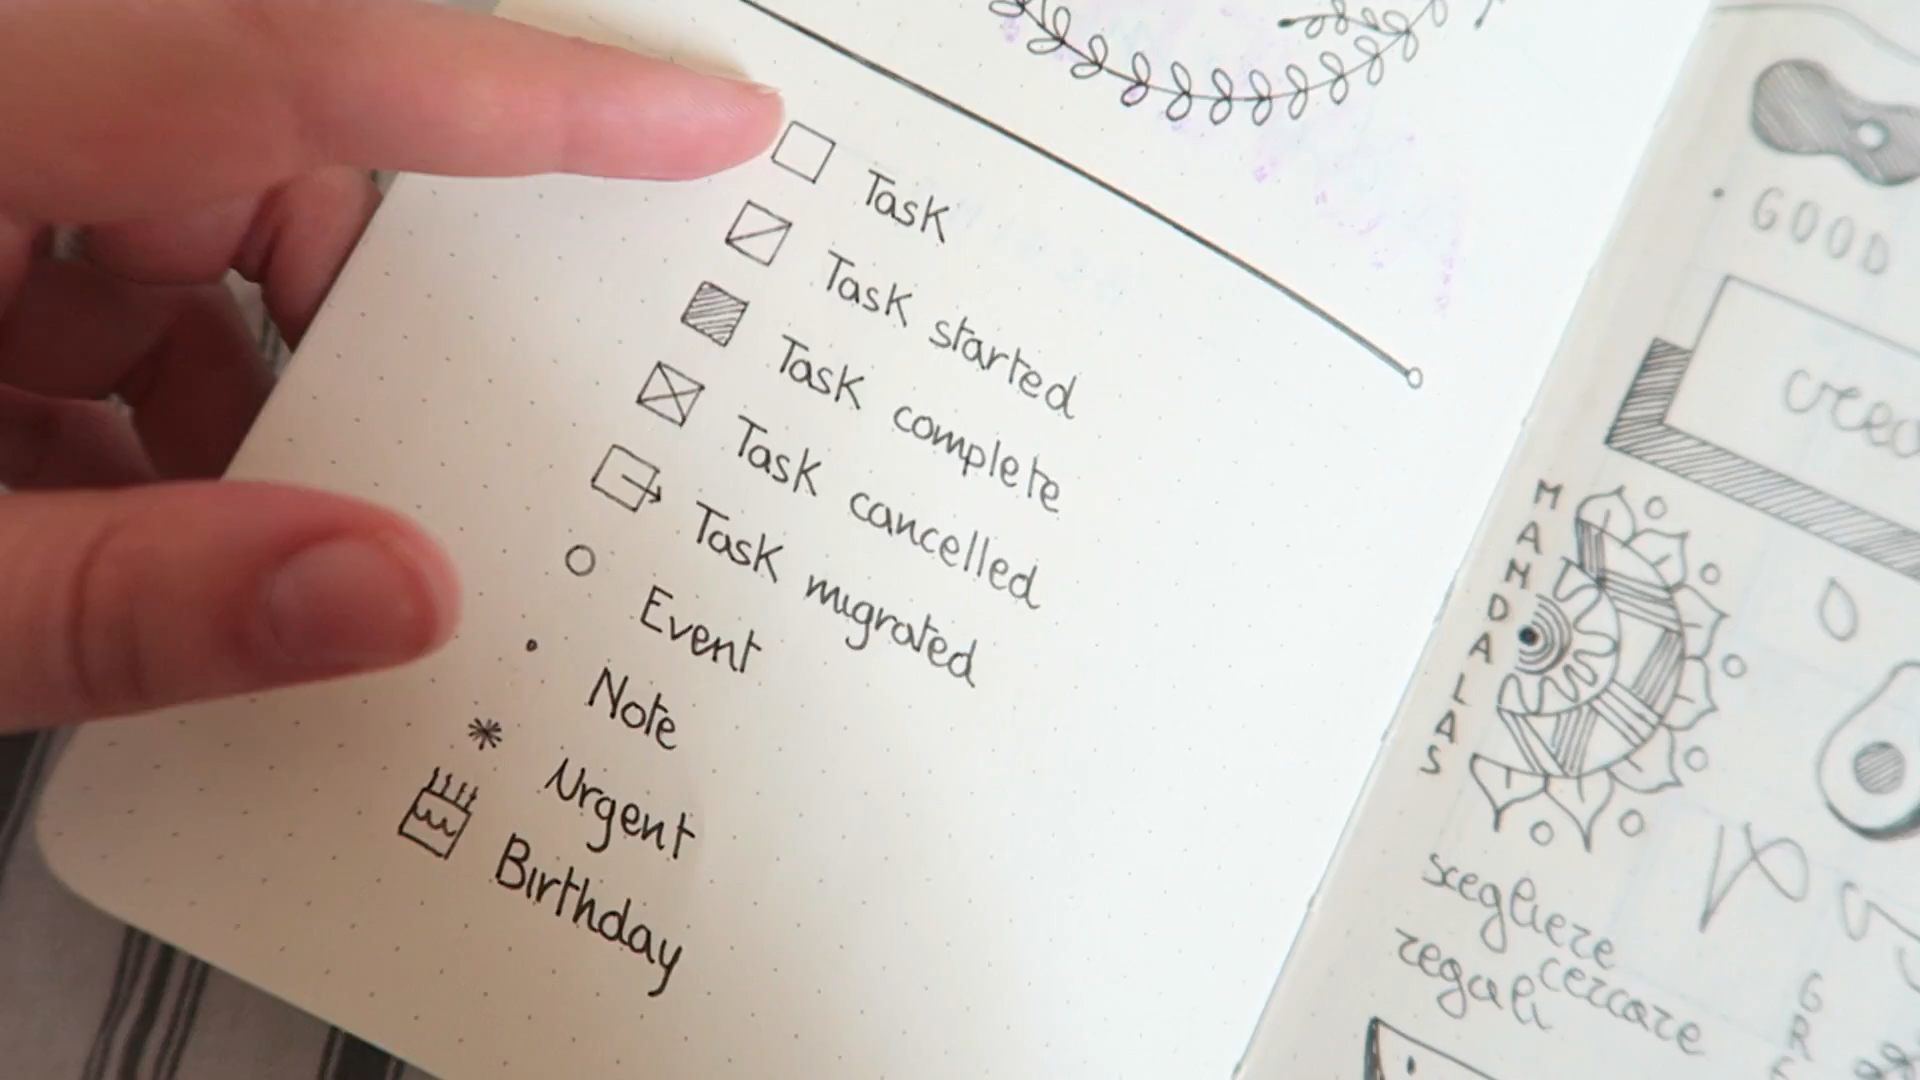 Task
Task started
Task complete
Task cancelled
Task migrated
Event
Note
Urgent
Birthday
GOOD
MANDALAS
scegliere
cercare
regali